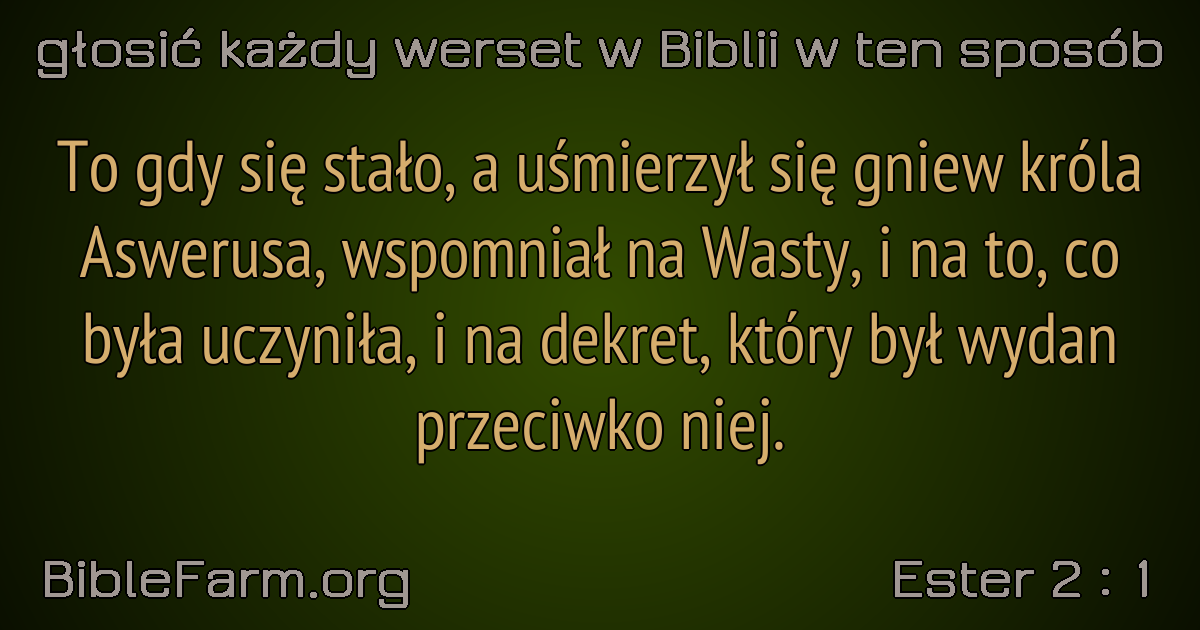 głosić każdy werset w Biblii w ten sposób
To gdy się stało, a uśmierzył się gniew króla
Aswerusa, wspomniał na Wasty, i na to, co
była uczyniła, i na dekret, który był wydan
przeciwko niej.
BibleFarm.org
Ester 2 : 1